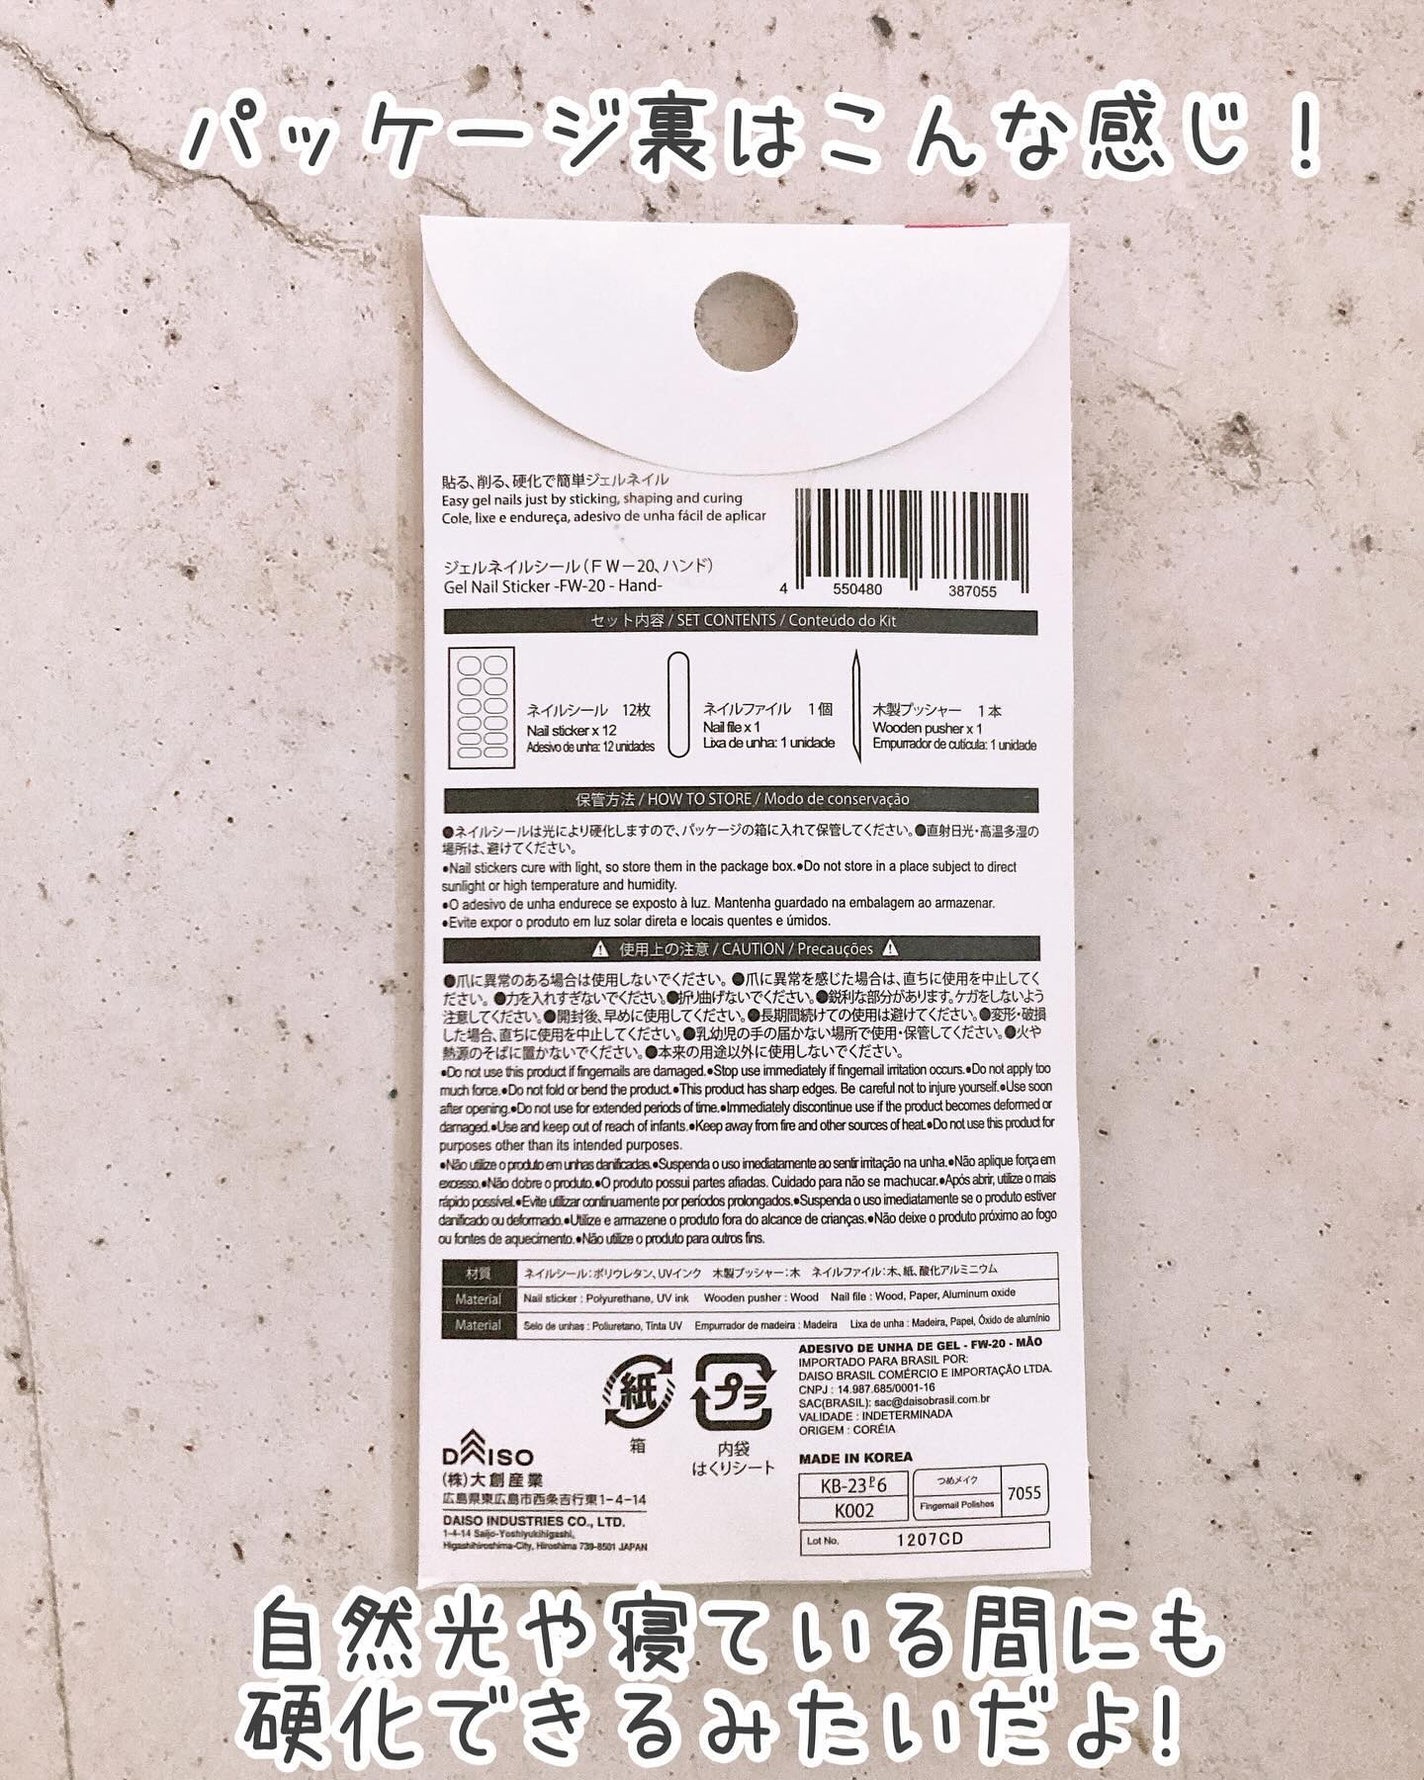 パッケージ裏はこんな感じ！
貼る、削る、硬化で簡単ジェルネイル
Easy gel nails just by sticking, shaping and curing
Cole, lixe e endureça, adesivo de unha fácil de aplicar
ジェルネイルシール（ＦＷ－20、ハンド）
Gel Nail Sticker -FW-20 - Hand-
4 550480 387055
セット内容 / SET CONTENTS / Conteúdo do Kit
ネイルシール　12枚
Nail sticker x 12
Adesivo de unha: 12 unidades
ネイルファイル　1個
Nail file x 1
Lixa de unha: 1 unidade
木製プッシャー　1本
Wooden pusher x 1
Empurrador de cutícula: 1 unidade
保管方法 / HOW TO STORE / Modo de conservação
●ネイルシールは光により硬化しますので、パッケージの箱に入れて保管してください。●直射日光・高温多湿の
場所は、避けてください。
●Nail stickers cure with light, so store them in the package box.●Do not store in a place subject to direct
sunlight or high temperature and humidity.
●O adesivo de unha endurece se exposto à luz. Mantenha guardado na embalagem ao armazenar.
●Evite expor o produto em luz solar direta e locais quentes e úmidos.
⚠ 使用上の注意 / CAUTION / Precauções ⚠
●爪に異常のある場合は使用しないでください。●爪に異常を感じた場合は、直ちに使用を中止してく
ださい。●力を入れすぎないでください。●折り曲げないでください。●鋭利な部分があります。ケガをしないよう
注意してください。●開封後、早めに使用してください。●長期間続けての使用は避けてください。●変形・破損
した場合、直ちに使用を中止してください。●乳幼児の手の届かない場所で使用・保管してください。●火や
熱源のそばに置かないでください。●本来の用途以外に使用しないでください。
●Do not use this product if fingernails are damaged.●Stop use immediately if fingernail irritation occurs.●Do not apply too
much force.●Do not fold or bend the product.●This product has sharp edges. Be careful not to injure yourself.●Use soon
after opening.●Do not use for extended periods of time.●Immediately discontinue use if the product becomes deformed or
damaged.●Use and keep out of reach of infants.●Keep away from fire and other sources of heat.●Do not use this product for
purposes other than its intended purposes.
●Não utilize o produto em unhas danificadas.●Suspenda o uso imediatamente ao sentir irritação na unha.●Não aplique força em
excesso.●Não dobre o produto.●O produto possui partes afiadas. Cuidado para não se machucar.●Após abrir, utilize o mais
rápido possível.●Evite utilizar continuamente por períodos prolongados.●Suspenda o uso imediatamente se o produto estiver
danificado ou deformado.●Utilize e armazene o produto fora do alcance de crianças.●Não deixe o produto próximo ao fogo
ou fontes de aquecimento.●Não utilize o produto para outros fins.
材質 ネイルシール：ポリウレタン、UVインク　木製プッシャー：木　ネイルファイル：木、紙、酸化アルミニウム
Material Nail sticker : Polyurethane, UV ink Wooden pusher : Wood Nail file : Wood, Paper, Aluminum oxide
Material Selo de unhas : Poliuretano, Tinta UV Empurrador de madeira : Madeira Lixa de unha : Madeira, Papel, Óxido de alumínio
紙
箱
プラ
内袋
はくりシート
ADESIVO DE UNHA DE GEL - FW-20 - MÃO
IMPORTADO PARA BRASIL POR:
DAISO BRASIL COMÉRCIO E IMPORTAÇÃO LTDA.
CNPJ : 14.987.685/0001-16
SAC(BRASIL): sac@daisobrasil.com.br
VALIDADE : INDETERMINADA
ORIGEM : CORÉIA
DAISO
(株)大創産業
広島県東広島市西条吉行東1-4-14
DAISO INDUSTRIES CO., LTD.
1-4-14 Saijo-Yoshiyukihigashi,
Higashihiroshima-City, Hiroshima 739-8501 JAPAN
MADE IN KOREA
KB-23P6
K002
つめメイク
Fingernail Polishes
7055
Lot No. 1207CD
自然光や寝ている間にも
硬化できるみたいだよ！